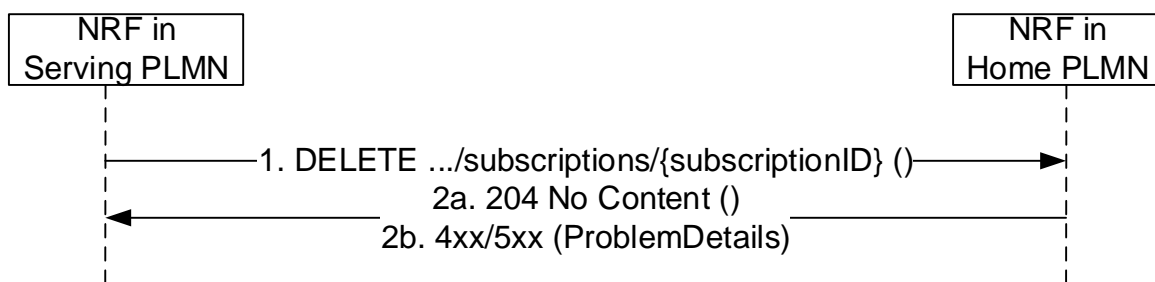 NRF in
Serving PLMN
NRF in
Home PLMN
1. DELETE .../subscriptions/{subscriptionID} ()
2a. 204 No Content ()
2b. 4xx/5xx (ProblemDetails)